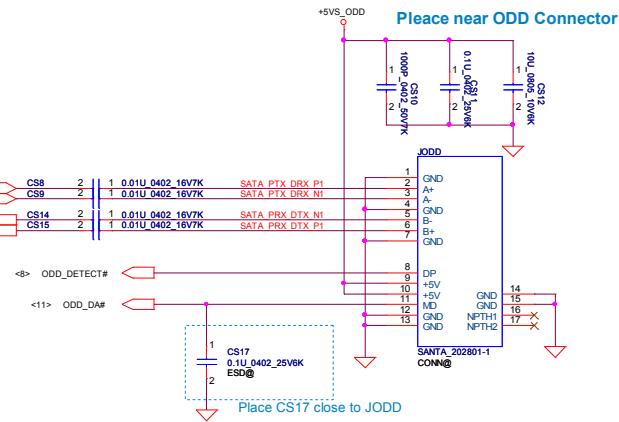 +5VS_ODD
Pleace near ODD Connector
1 1 1
2 2 2
1000P_0402_50V7K
CS10
0.1U_0402_25V6K
CS11
10U_0805_10V6K
CS12
JODD
1 GND
CS8 2 1 0.01U_0402_16V7K SATA_PTX_DRX_P1 2 A+
CS9 2 1 0.01U_0402_16V7K SATA_PTX_DRX_N1 3 A-
4 GND
CS14 2 1 0.01U_0402_16V7K SATA_PRX_DTX_N1 5 B-
CS15 2 1 0.01U_0402_16V7K SATA_PRX_DTX_P1 6 B+
7 GND
<8> ODD_DETECT# 8 DP
9 +5V
10 +5V GND 14
<11> ODD_DA# 11 MD GND 15
12 GND NPTH1 16
13 GND NPTH2 17
1
CS17
0.1U_0402_25V6K
ESD@
2
SANTA_202801-1
CONN@
Place CS17 close to JODD